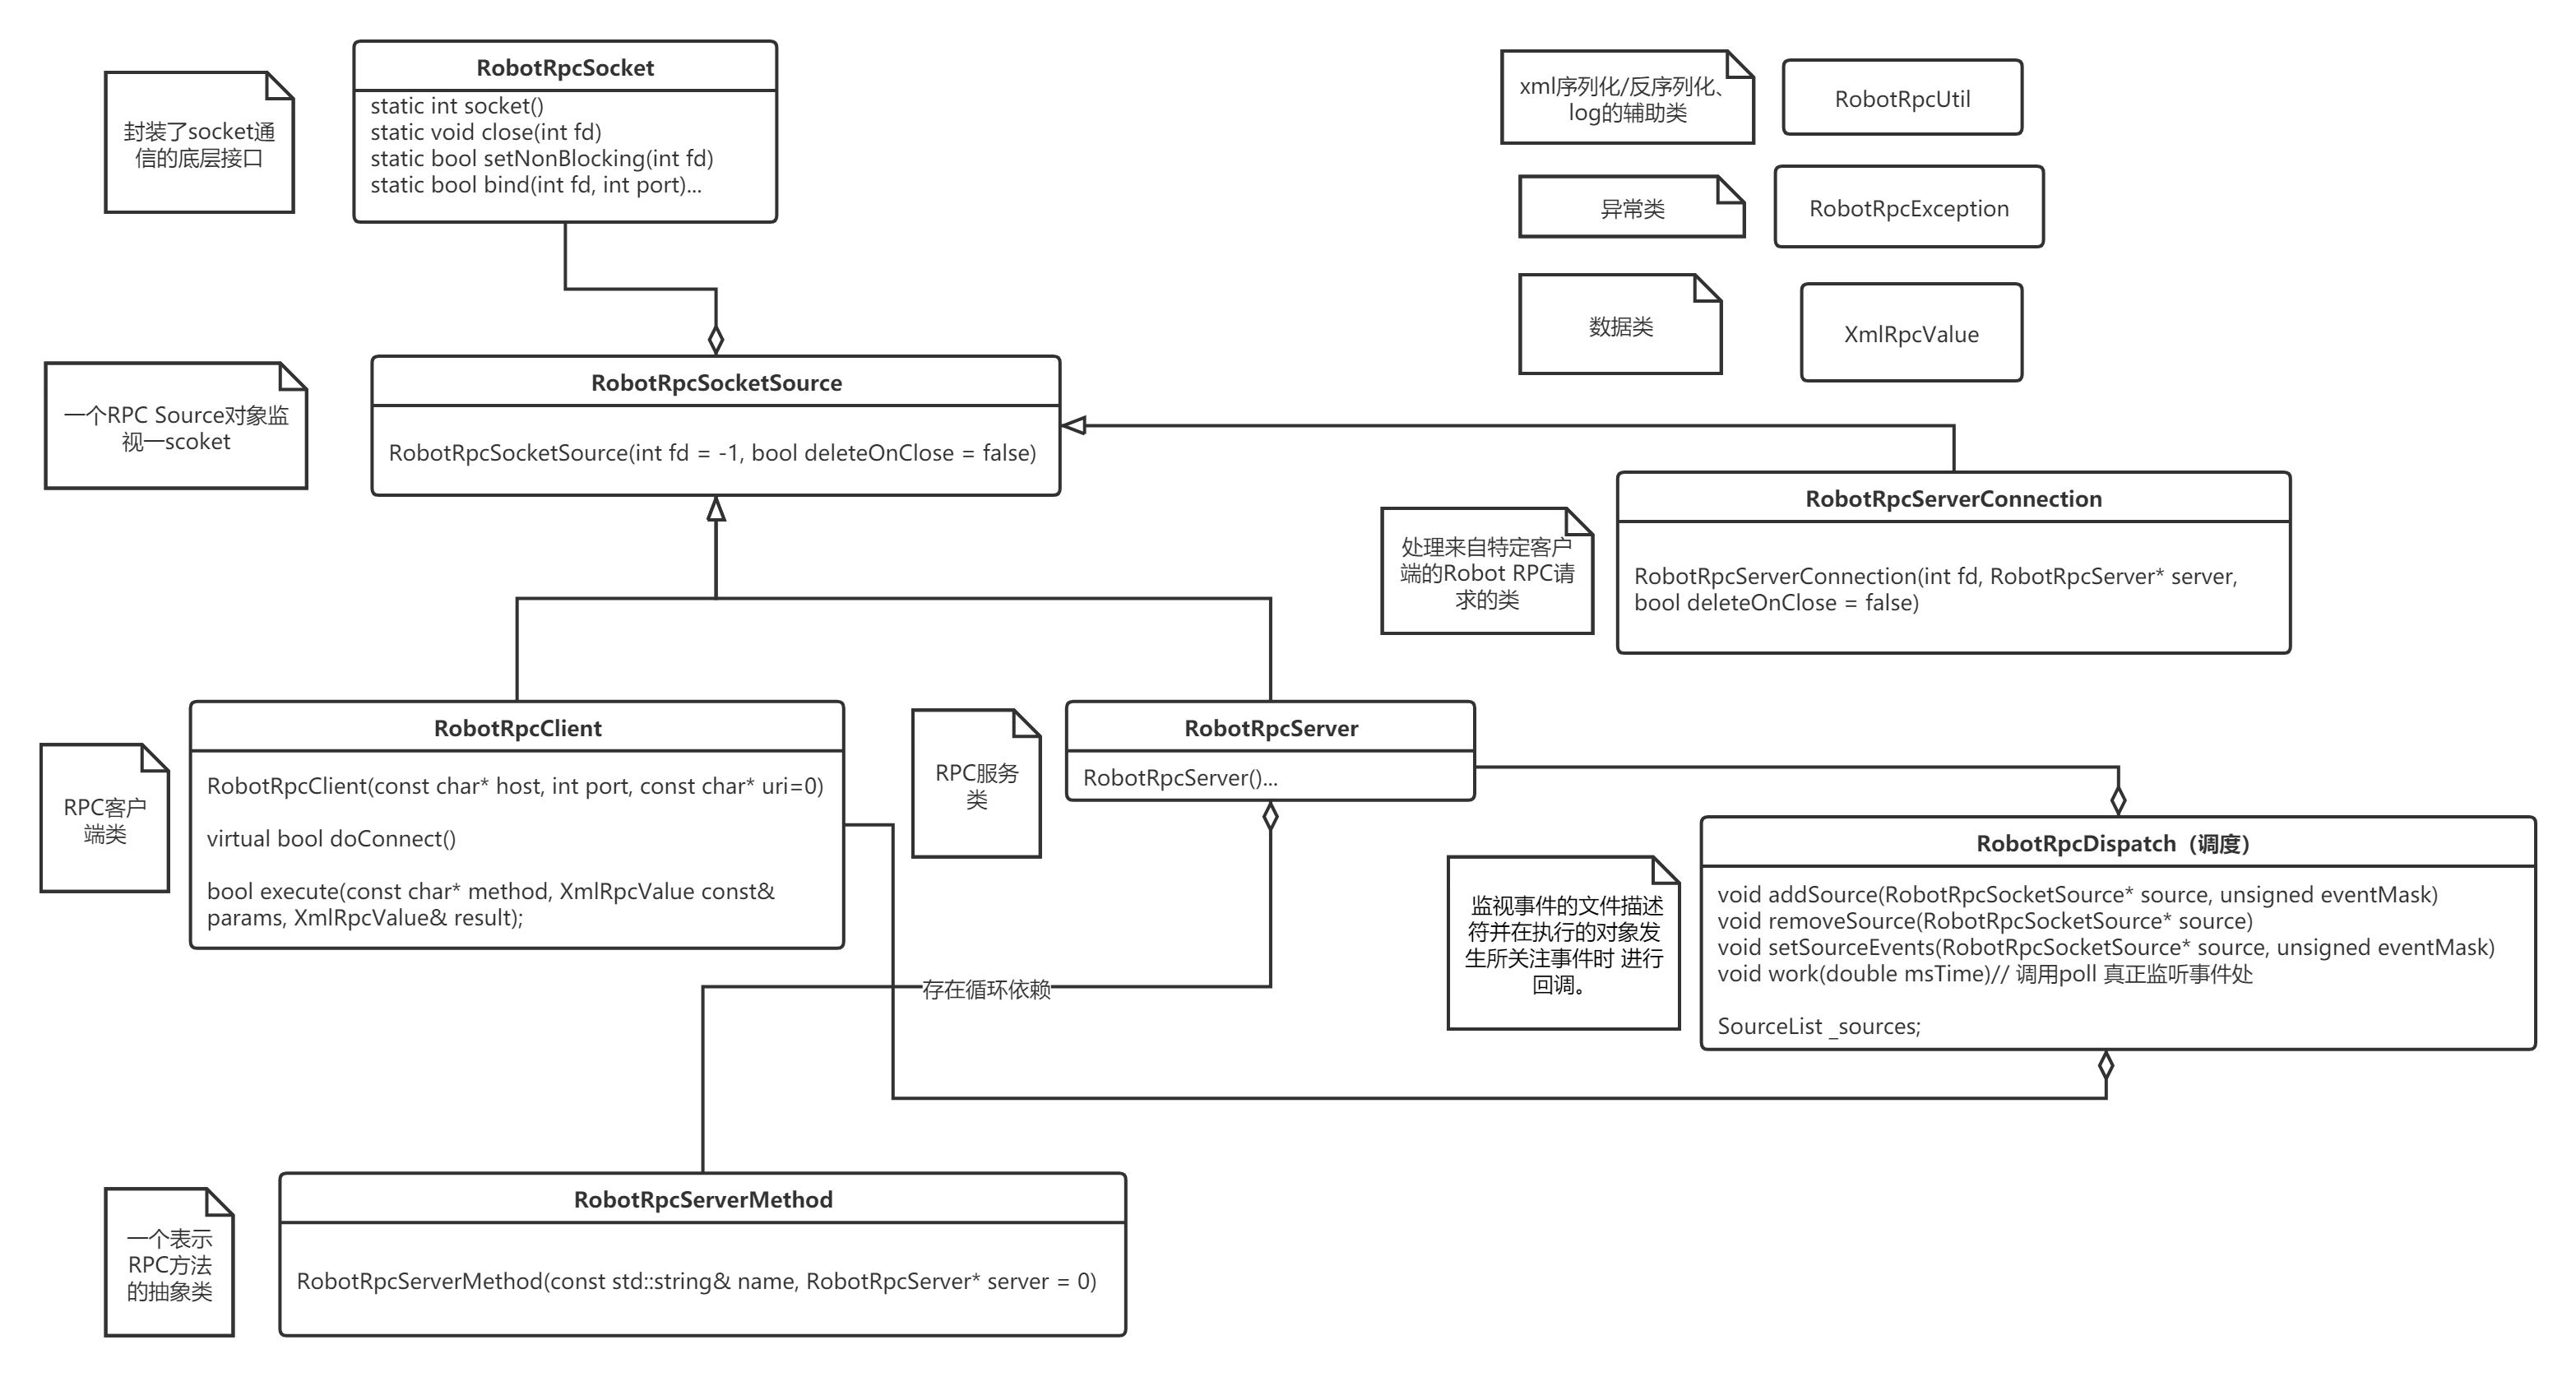 RobotRpcSocket
static int socket()
static void close(int fd)
static bool setNonBlocking(int fd)
static bool bind(int fd, int port)...
封装了socket通
信的底层接口
xml序列化/反序列化、
log的辅助类
RobotRpcUtil
异常类
RobotRpcException
数据类
XmlRpcValue
一个RPC Source对象监
视一scoket
RobotRpcSocketSource
RobotRpcSocketSource(int fd = -1, bool deleteOnClose = false)
处理来自特定客户
端的Robot RPC请
求的类
RobotRpcServerConnection
RobotRpcServerConnection(int fd, RobotRpcServer* server,
bool deleteOnClose = false)
RPC客户
端类
RobotRpcClient
RobotRpcClient(const char* host, int port, const char* uri=0)
virtual bool doConnect()
bool execute(const char* method, XmlRpcValue const&
params, XmlRpcValue& result);
RPC服务
类
RobotRpcServer
RobotRpcServer()...
监视事件的文件描述
符并在执行的对象发
生所关注事件时 进行
回调。
RobotRpcDispatch（调度）
void addSource(RobotRpcSocketSource* source, unsigned eventMask)
void removeSource(RobotRpcSocketSource* source)
void setSourceEvents(RobotRpcSocketSource* source, unsigned eventMask)
void work(double msTime)// 调用poll 真正监听事件处
SourceList _sources;
存在循环依赖
一个表示
RPC方法
的抽象类
RobotRpcServerMethod
RobotRpcServerMethod(const std::string& name, RobotRpcServer* server = 0)